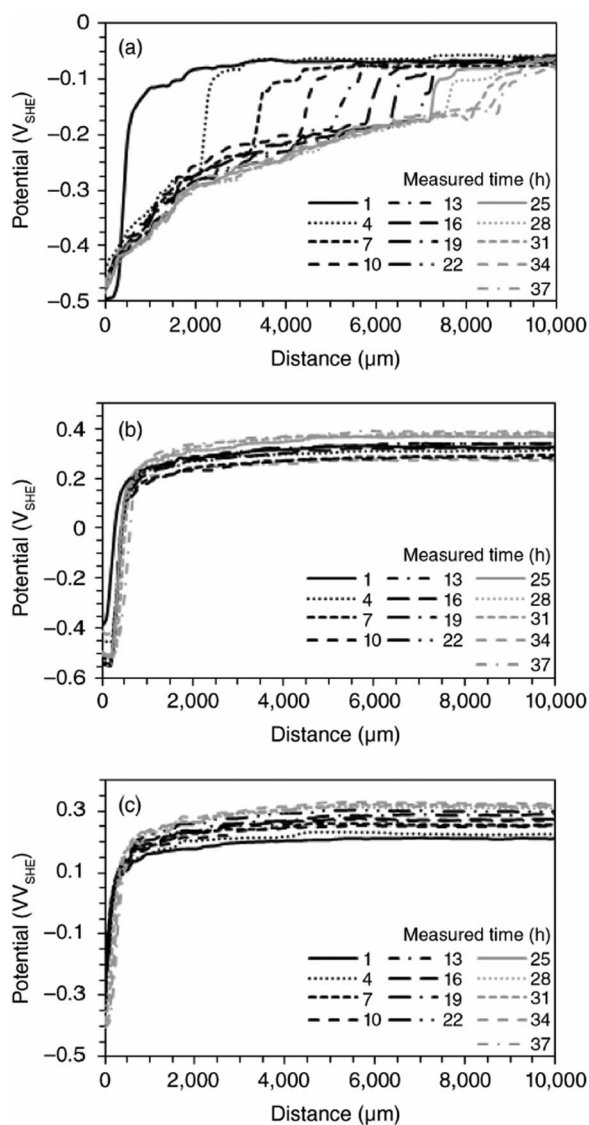 0
(a)
−0.1
−0.2
−0.3
−0.4
−0.5
Potential (V_SHE)
Measured time (h)
1 13 25
4 16 28
7 19 31
10 22 34
37
0 2,000 4,000 6,000 8,000 10,000
Distance (µm)
(b)
0.4
0.2
0
−0.2
−0.4
−0.6
Potential (V_SHE)
Measured time (h)
1 13 25
4 16 28
7 19 31
10 22 34
37
0 2,000 4,000 6,000 8,000 10,000
Distance (µm)
(c)
0.3
0.1
−0.1
−0.3
−0.5
Potential (VV_SHE)
Measured time (h)
1 13 25
4 16 28
7 19 31
10 22 34
37
0 2,000 4,000 6,000 8,000 10,000
Distance (µm)